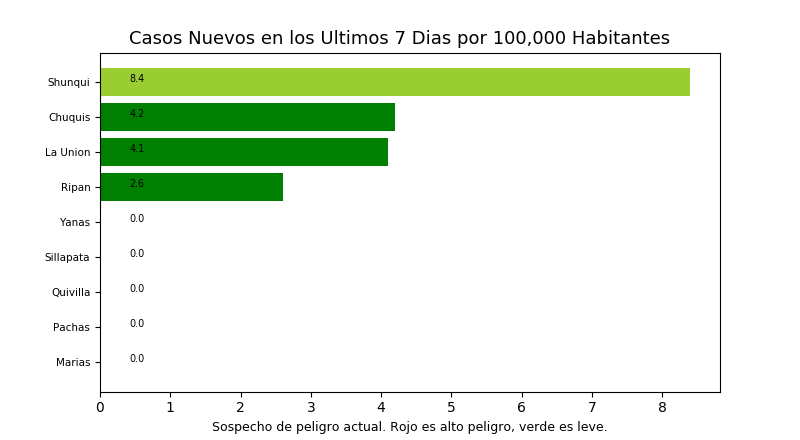 Casos Nuevos en los Ultimos 7 Dias por 100,000 Habitantes
Shunqui 8.4
Chuquis 4.2
La Union 4.1
Ripan 2.6
Yanas 0.0
Sillapata 0.0
Quivilla 0.0
Pachas 0.0
Marias 0.0
0 1 2 3 4 5 6 7 8
Sospecho de peligro actual. Rojo es alto peligro, verde es leve.